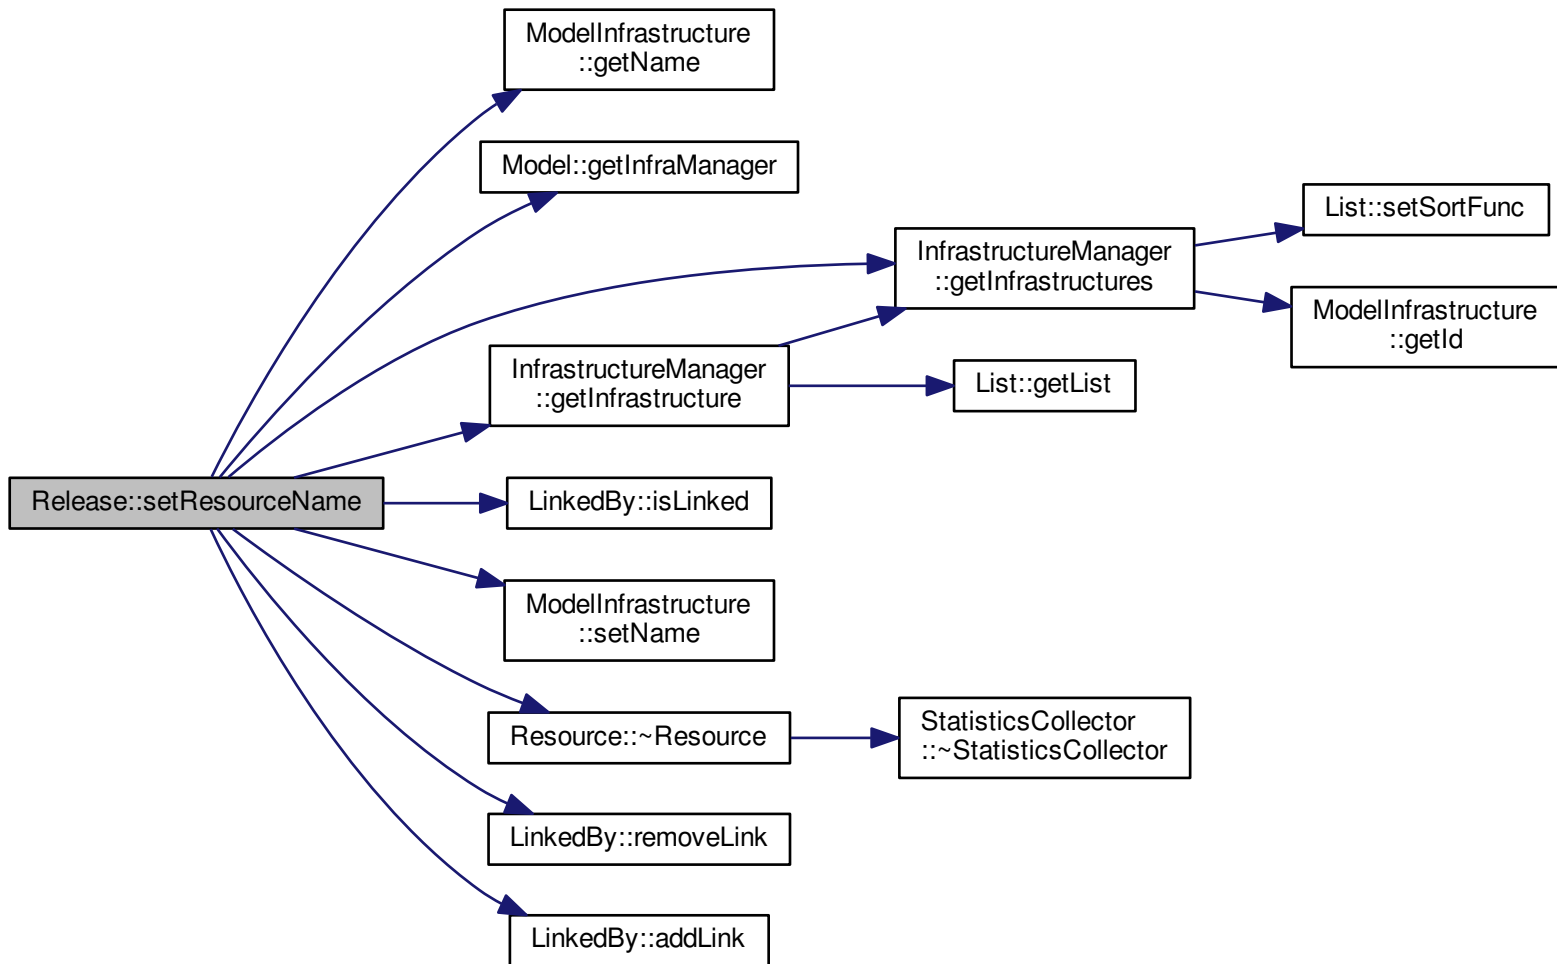 ModelInfrastructure
::getName
Model::getInfraManager
List::setSortFunc
InfrastructureManager
::getInfrastructures
ModelInfrastructure
::getId
InfrastructureManager
::getInfrastructure
List::getList
Release::setResourceName
LinkedBy::isLinked
ModelInfrastructure
::setName
Resource::~Resource
StatisticsCollector
::~StatisticsCollector
LinkedBy::removeLink
LinkedBy::addLink